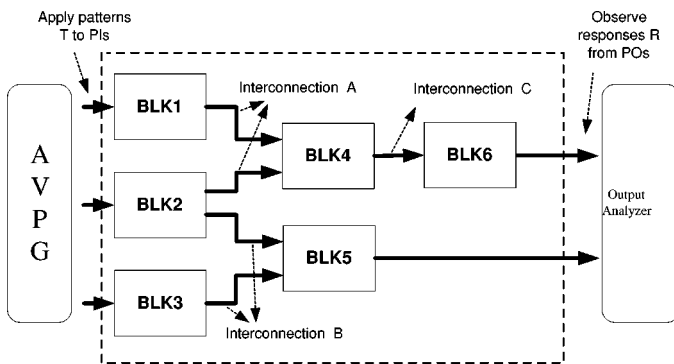 Apply patterns
T to PIs
Observe
responses R
from POs
Interconnection A
Interconnection C
BLK1
BLK4
BLK6
A
V
P
G
BLK2
Output
Analyzer
BLK5
BLK3
Interconnection B